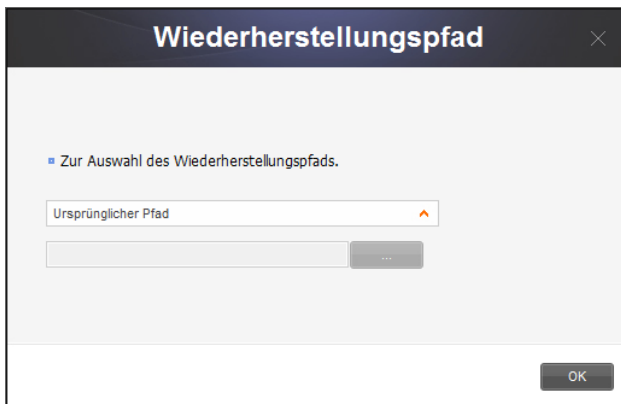 Wiederherstellungspfad
Zur Auswahl des Wiederherstellungspfads.
Ursprünglicher Pfad
...
OK